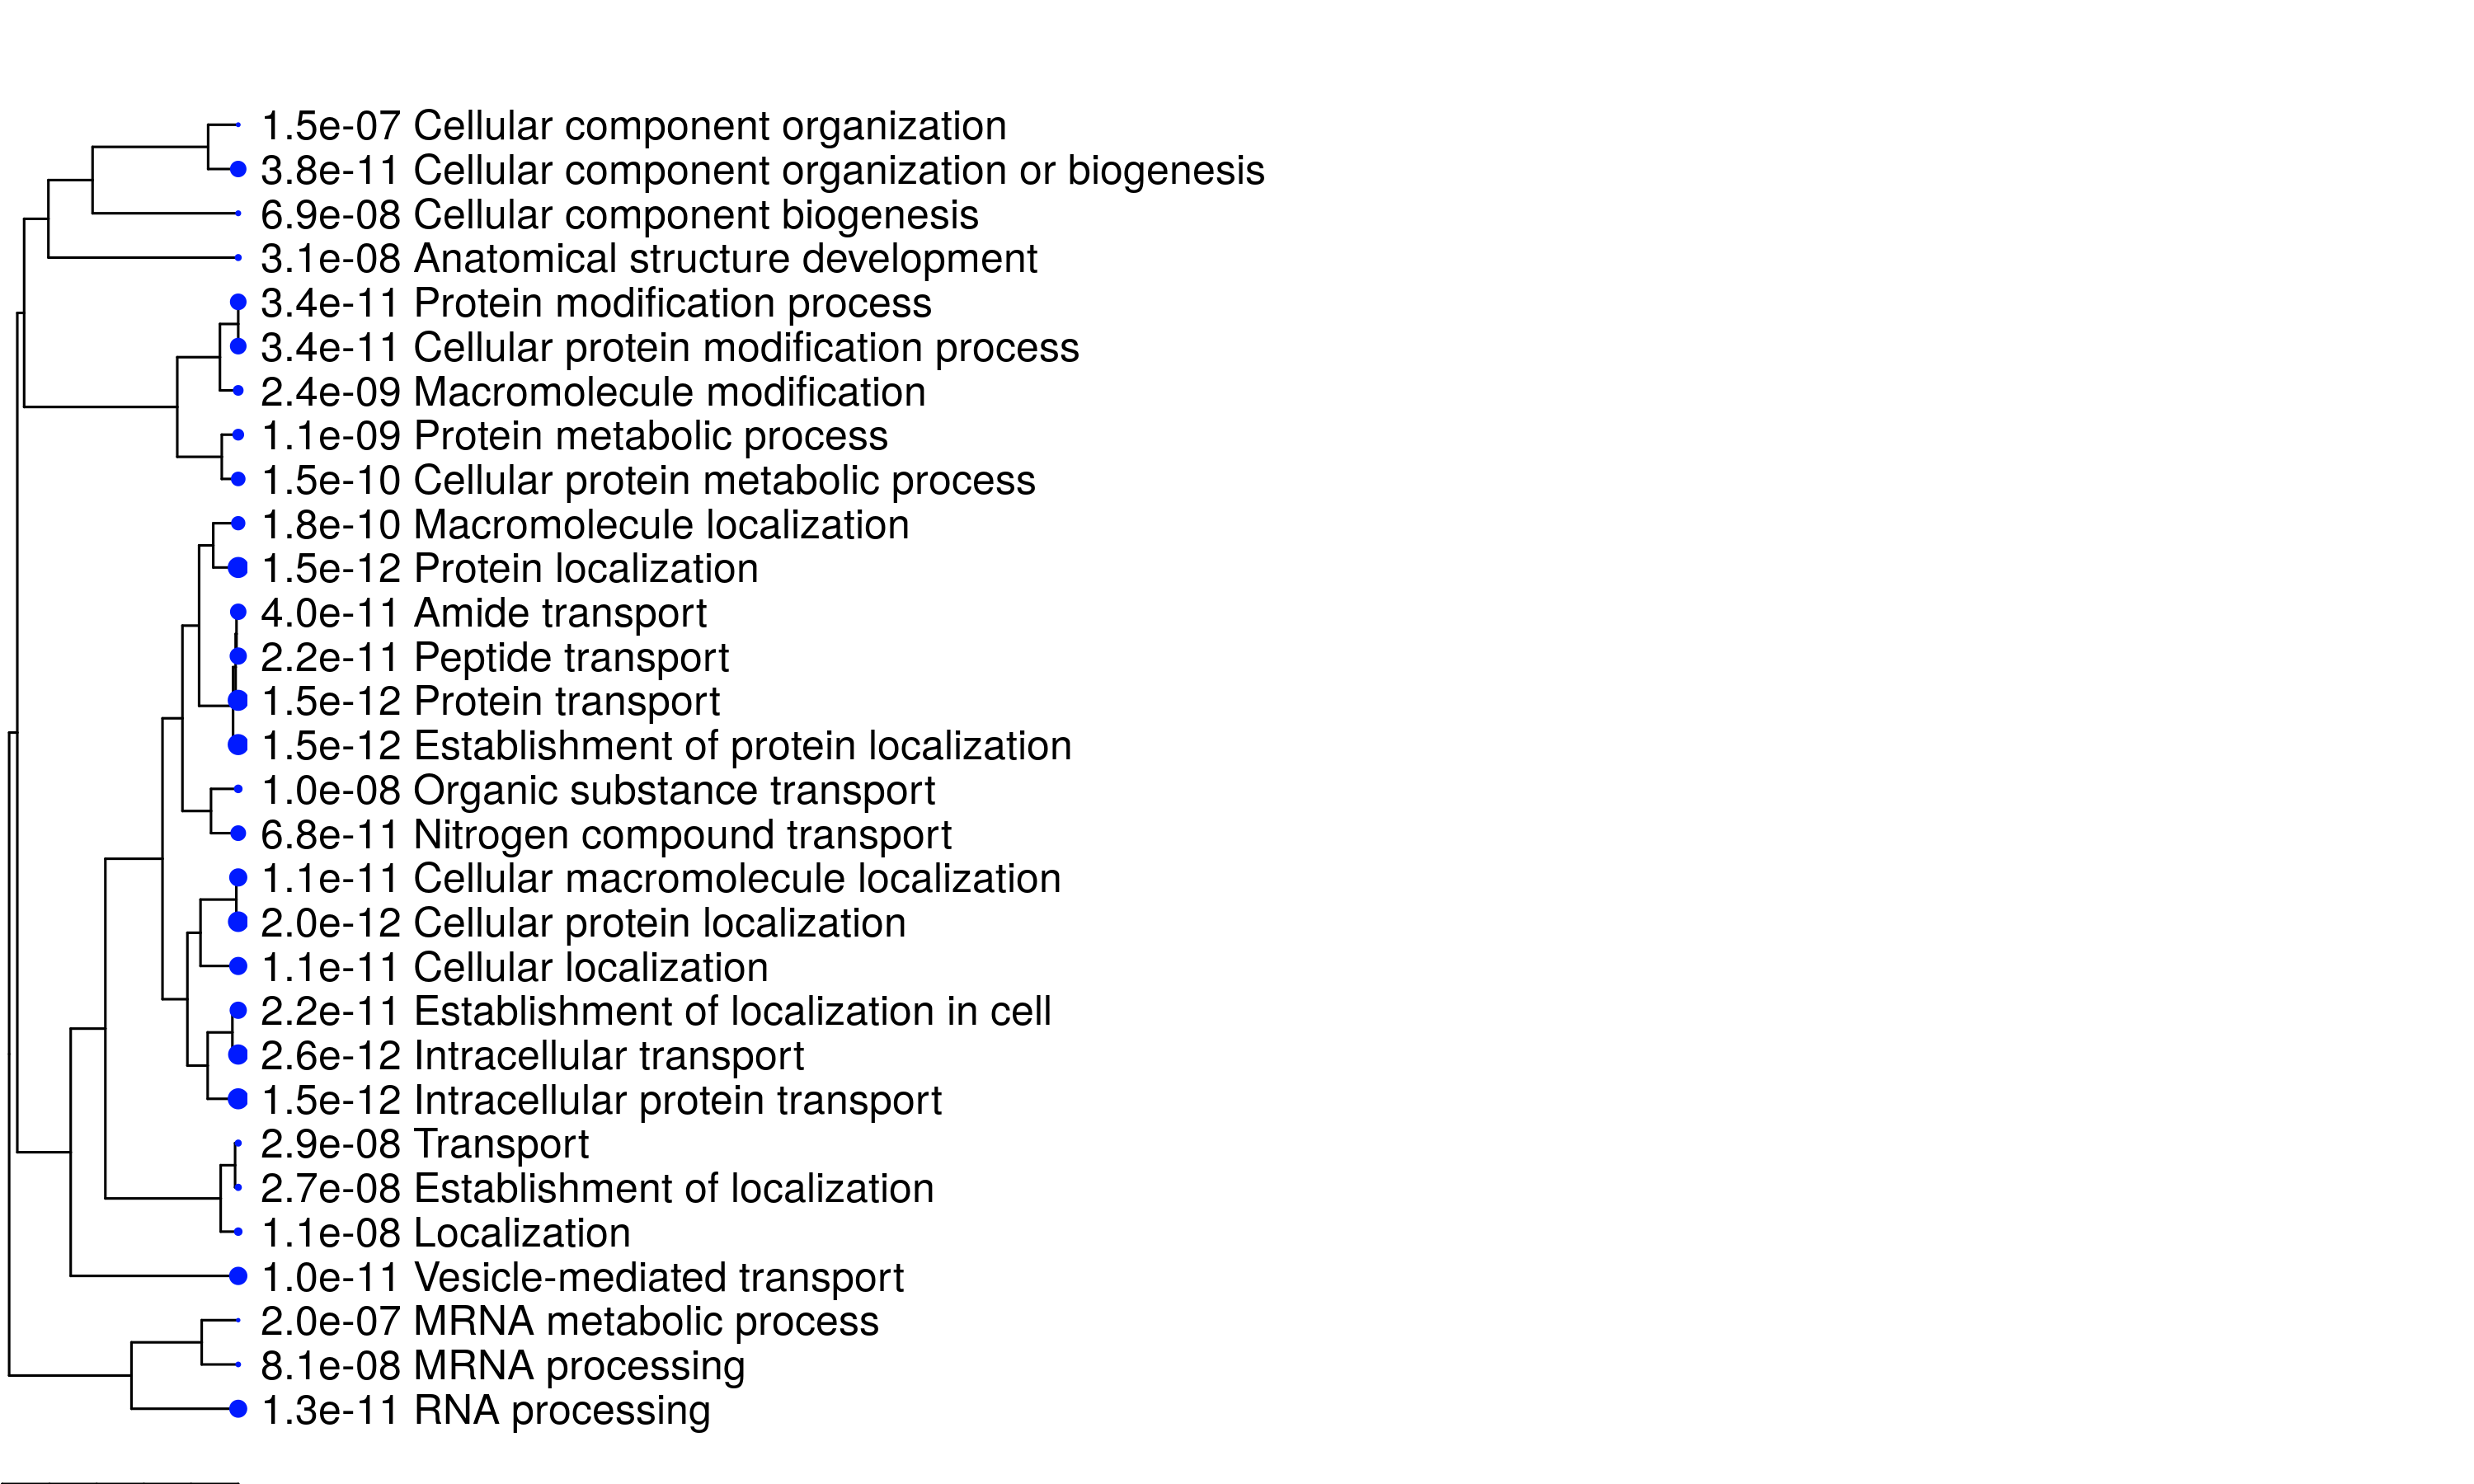 1.5e-07 Cellular component organization
3.8e-11 Cellular component organization or biogenesis
6.9e-08 Cellular component biogenesis
3.1e-08 Anatomical structure development
3.4e-11 Protein modification process
3.4e-11 Cellular protein modification process
2.4e-09 Macromolecule modification
1.1e-09 Protein metabolic process
1.5e-10 Cellular protein metabolic process
1.8e-10 Macromolecule localization
1.5e-12 Protein localization
4.0e-11 Amide transport
2.2e-11 Peptide transport
1.5e-12 Protein transport
1.5e-12 Establishment of protein localization
1.0e-08 Organic substance transport
6.8e-11 Nitrogen compound transport
1.1e-11 Cellular macromolecule localization
2.0e-12 Cellular protein localization
1.1e-11 Cellular localization
2.2e-11 Establishment of localization in cell
2.6e-12 Intracellular transport
1.5e-12 Intracellular protein transport
2.9e-08 Transport
2.7e-08 Establishment of localization
1.1e-08 Localization
1.0e-11 Vesicle-mediated transport
2.0e-07 MRNA metabolic process
8.1e-08 MRNA processing
1.3e-11 RNA processing